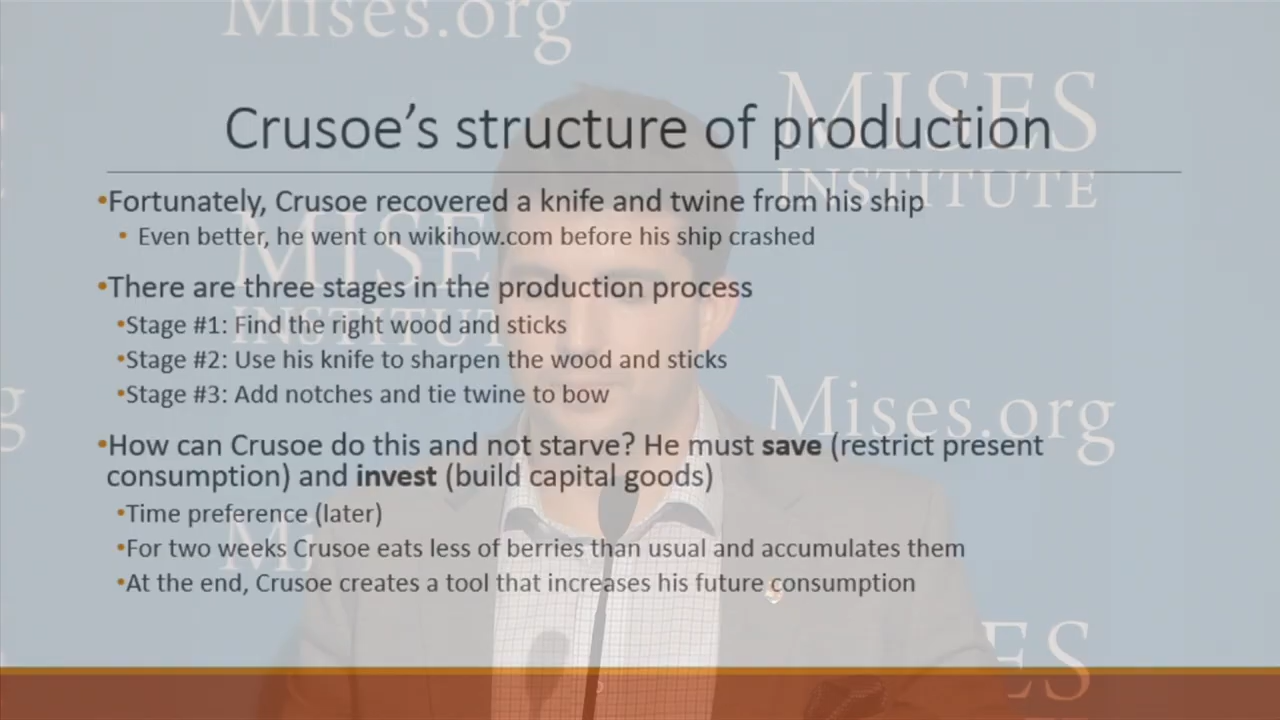 Mises.org
MISES
INSTITUTE
Crusoe's structure of production
•Fortunately, Crusoe recovered a knife and twine from his ship
• Even better, he went on wikihow.com before his ship crashed
MISES
INSTITUT
•There are three stages in the production process
•Stage #1: Find the right wood and sticks
•Stage #2: Use his knife to sharpen the wood and sticks
•Stage #3: Add notches and tie twine to bow
Mises.org
g
•How can Crusoe do this and not starve? He must save (restrict present
consumption) and invest (build capital goods)
•Time preference (later)
Mi
•For two weeks Crusoe eats less of berries than usual and accumulates them
•At the end, Crusoe creates a tool that increases his future consumption
ES